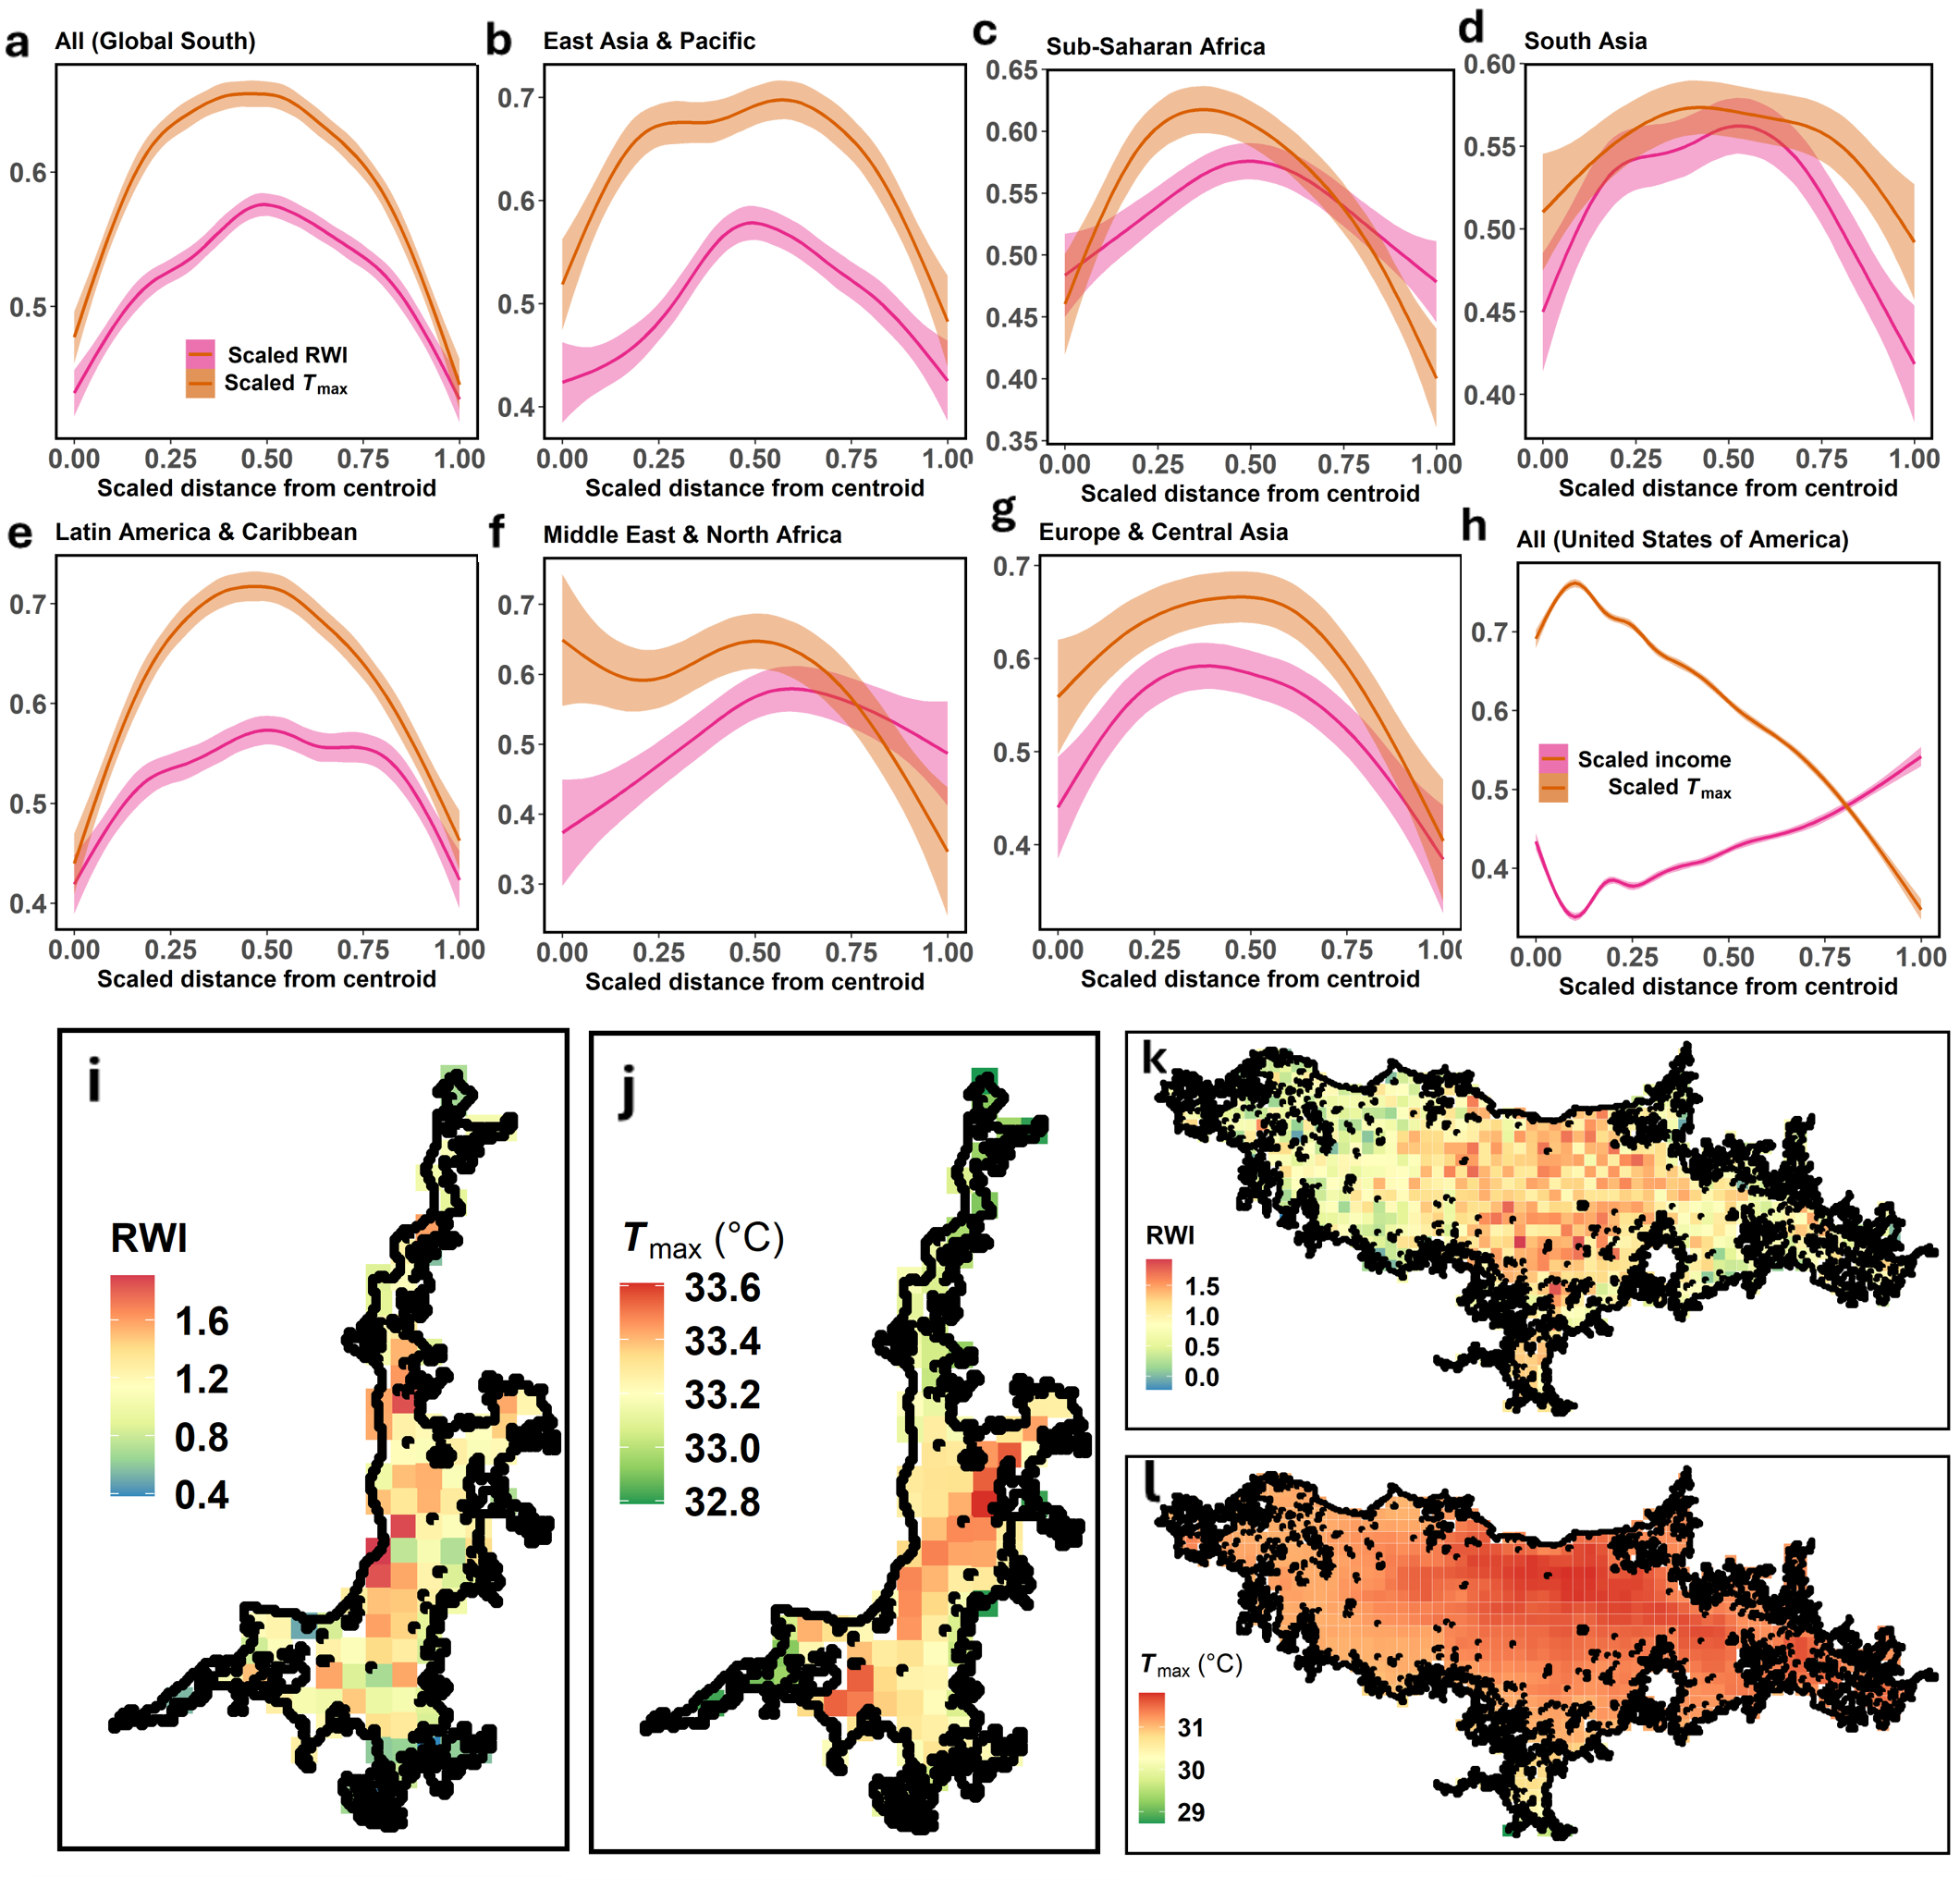 a All (Global South)
0.6
0.5
Scaled RWI
Scaled Tmax
0.00 0.25 0.50 0.75 1.00
Scaled distance from centroid
b East Asia & Pacific
0.7
0.6
0.5
0.4
0.00 0.25 0.50 0.75 1.00
Scaled distance from centroid
c Sub-Saharan Africa
0.65
0.60
0.55
0.50
0.45
0.40
0.35
0.00 0.25 0.50 0.75 1.00
Scaled distance from centroid
d South Asia
0.60
0.55
0.50
0.45
0.40
0.00 0.25 0.50 0.75 1.00
Scaled distance from centroid
e Latin America & Caribbean
0.7
0.6
0.5
0.4
0.00 0.25 0.50 0.75 1.00
Scaled distance from centroid
f Middle East & North Africa
0.7
0.6
0.5
0.4
0.3
0.00 0.25 0.50 0.75 1.00
Scaled distance from centroid
g Europe & Central Asia
0.7
0.6
0.5
0.4
0.00 0.25 0.50 0.75 1.00
Scaled distance from centroid
h All (United States of America)
0.7
0.6
0.5
0.4
Scaled income
Scaled Tmax
0.00 0.25 0.50 0.75 1.00
Scaled distance from centroid
i
RWI
1.6
1.2
0.8
0.4
j
Tmax (°C)
33.6
33.4
33.2
33.0
32.8
k
RWI
1.5
1.0
0.5
0.0
l
Tmax (°C)
31
30
29